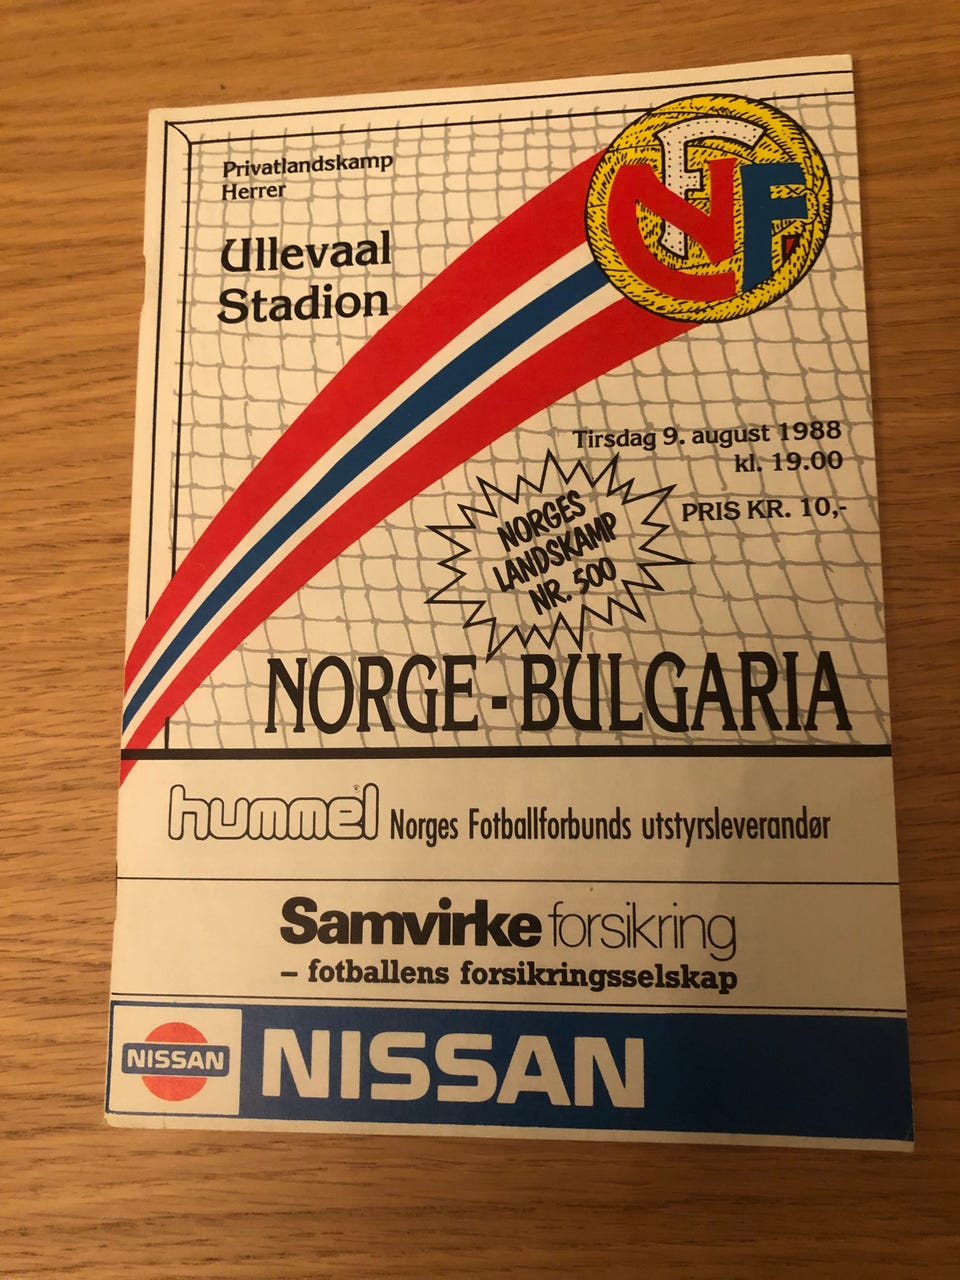 Privatlandskamp
Herrer
Ullevaal
Stadion
NFF
Tirsdag 9. august 1988
kl. 19.00
PRIS KR. 10,-
NORGES
LANDSKAMP
NR. 500
NORGE-BULGARIA
hummel Norges Fotballforbunds utstyrsleverandør
Samvirke forsikring
– fotballens forsikringsselskap
NISSAN NISSAN